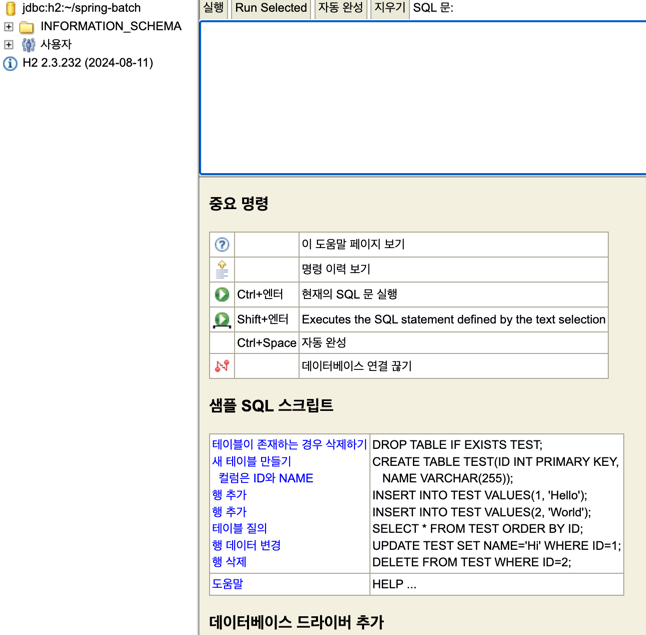 jdbc:h2:~/spring-batch
INFORMATION_SCHEMA
사용자
H2 2.3.232 (2024-08-11)
실행 Run Selected 자동 완성 지우기 SQL 문:
중요 명령
이 도움말 페이지 보기
명령 이력 보기
Ctrl+엔터 현재의 SQL 문 실행
Shift+엔터 Executes the SQL statement defined by the text selection
Ctrl+Space 자동 완성
데이터베이스 연결 끊기
샘플 SQL 스크립트
테이블이 존재하는 경우 삭제하기 DROP TABLE IF EXISTS TEST;
새 테이블 만들기 CREATE TABLE TEST(ID INT PRIMARY KEY,
컬럼은 ID와 NAME NAME VARCHAR(255));
행 추가 INSERT INTO TEST VALUES(1, 'Hello');
행 추가 INSERT INTO TEST VALUES(2, 'World');
테이블 질의 SELECT * FROM TEST ORDER BY ID;
행 데이터 변경 UPDATE TEST SET NAME='Hi' WHERE ID=1;
행 삭제 DELETE FROM TEST WHERE ID=2;
도움말 HELP ...
데이터베이스 드라이버 추가